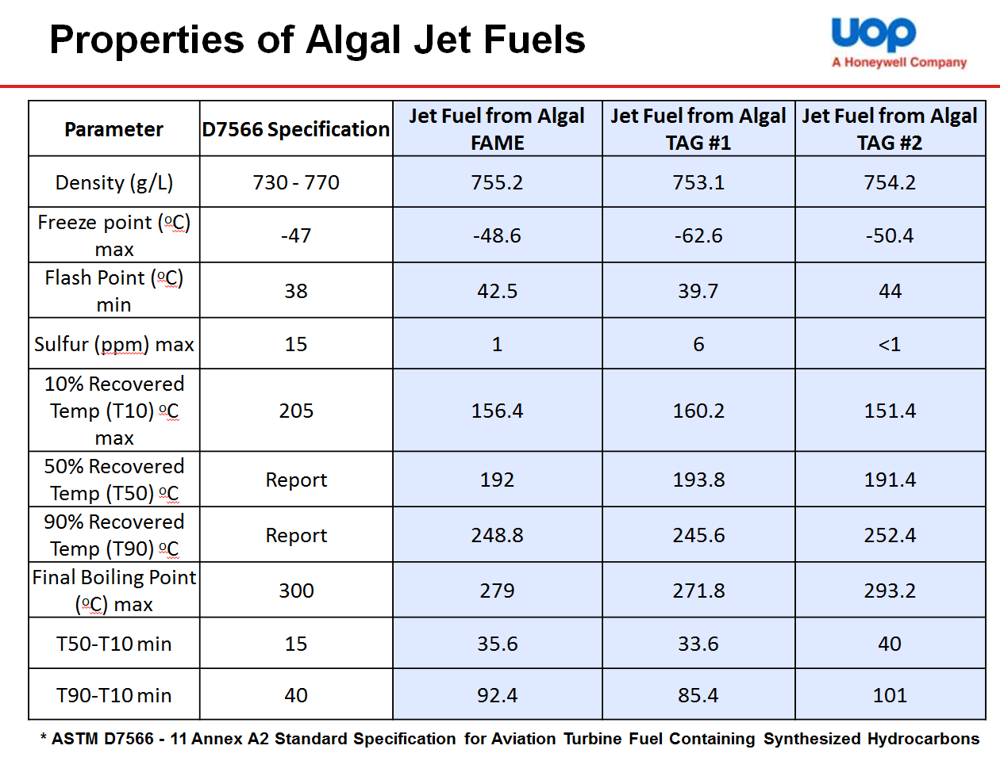 Properties of Algal Jet Fuels
uop
A Honeywell Company
Parameter
D7566 Specification
Jet Fuel from Algal
FAME
Jet Fuel from Algal
TAG #1
Jet Fuel from Algal
TAG #2
Density (g/L)
730 - 770
755.2
753.1
754.2
Freeze point (ºC)
max
-47
-48.6
-62.6
-50.4
Flash Point (ºC)
min
38
42.5
39.7
44
Sulfur (ppm) max
15
1
6
<1
10% Recovered
Temp (T10) ºC
max
205
156.4
160.2
151.4
50% Recovered
Temp (T50) ºC
Report
192
193.8
191.4
90% Recovered
Temp (T90) ºC
Report
248.8
245.6
252.4
Final Boiling Point
(ºC) max
300
279
271.8
293.2
T50-T10 min
15
35.6
33.6
40
T90-T10 min
40
92.4
85.4
101
* ASTM D7566 - 11 Annex A2 Standard Specification for Aviation Turbine Fuel Containing Synthesized Hydrocarbons